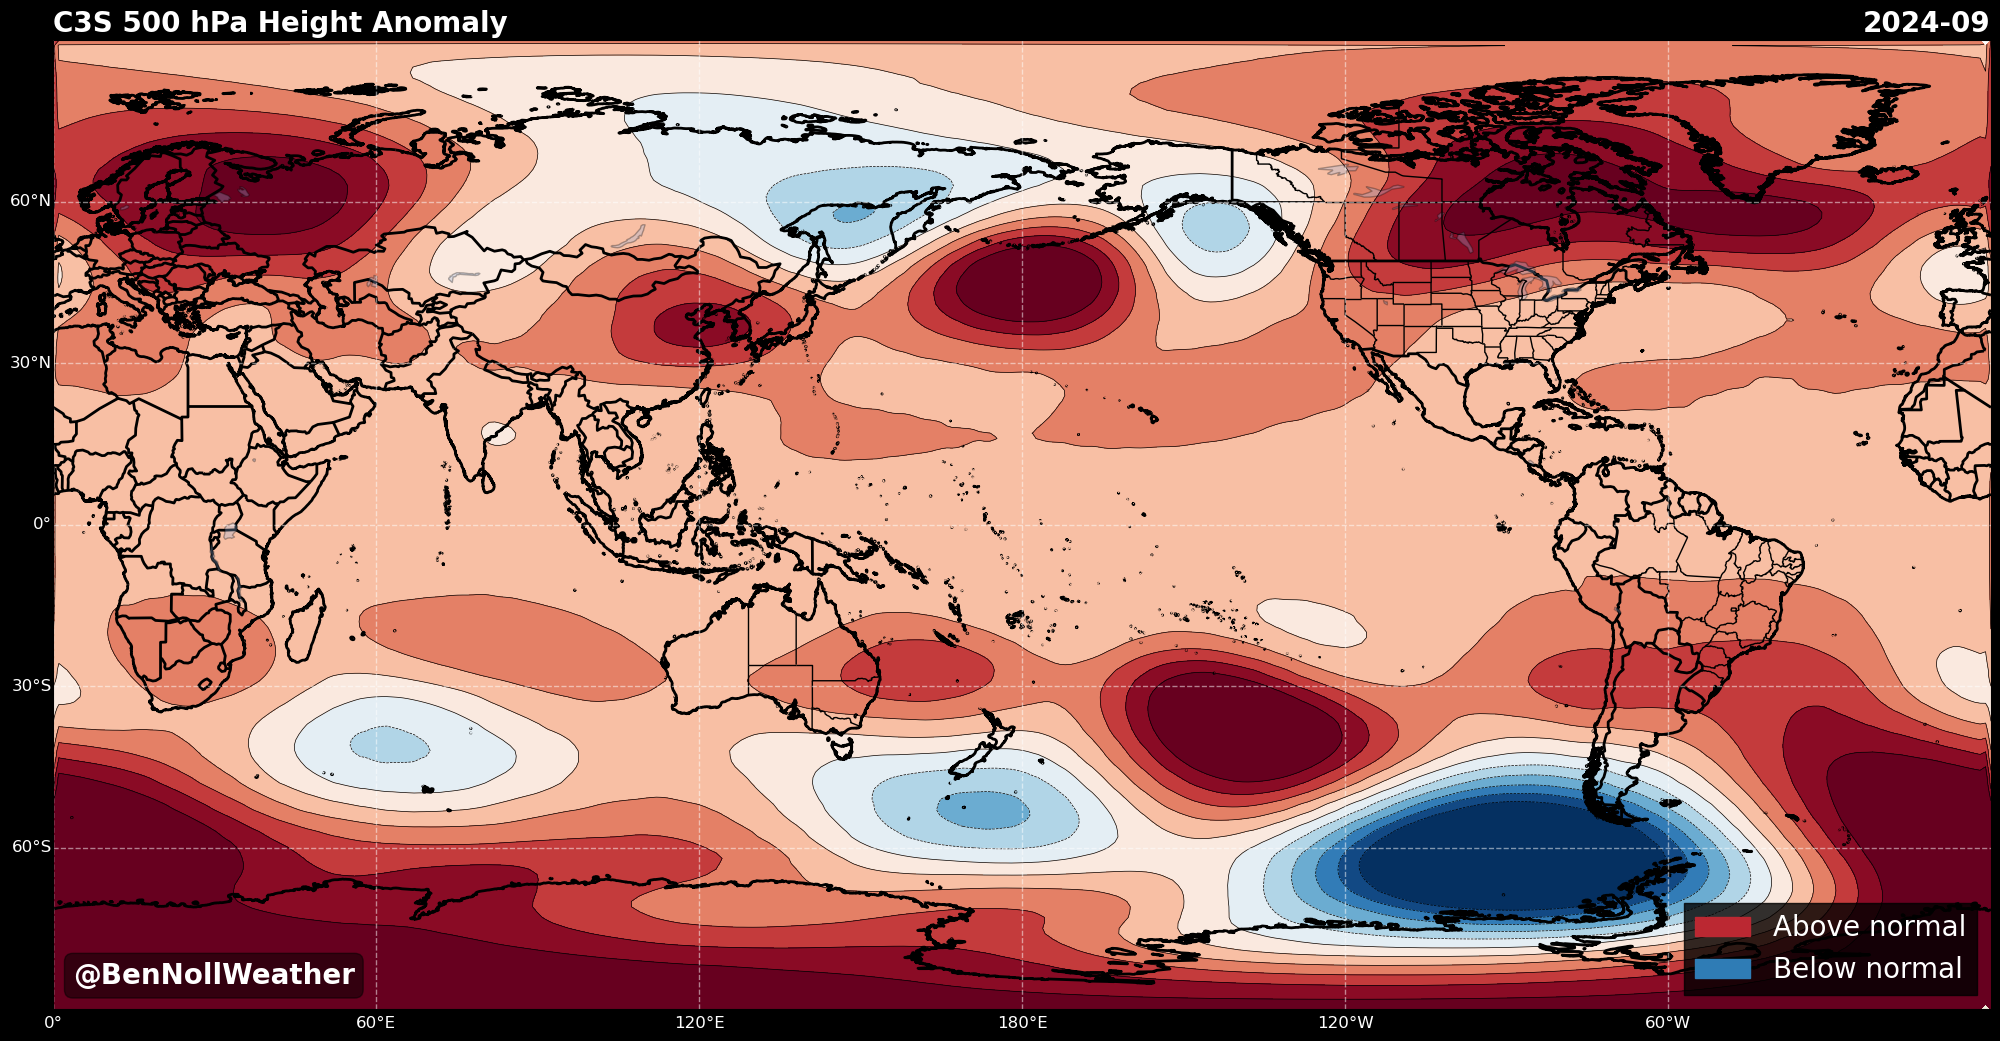 C3S 500 hPa Height Anomaly
2024-09
60°N
30°N
0°
30°S
60°S
Above normal
Below normal
@BenNollWeather
0°
60°E
120°E
180°E
120°W
60°W